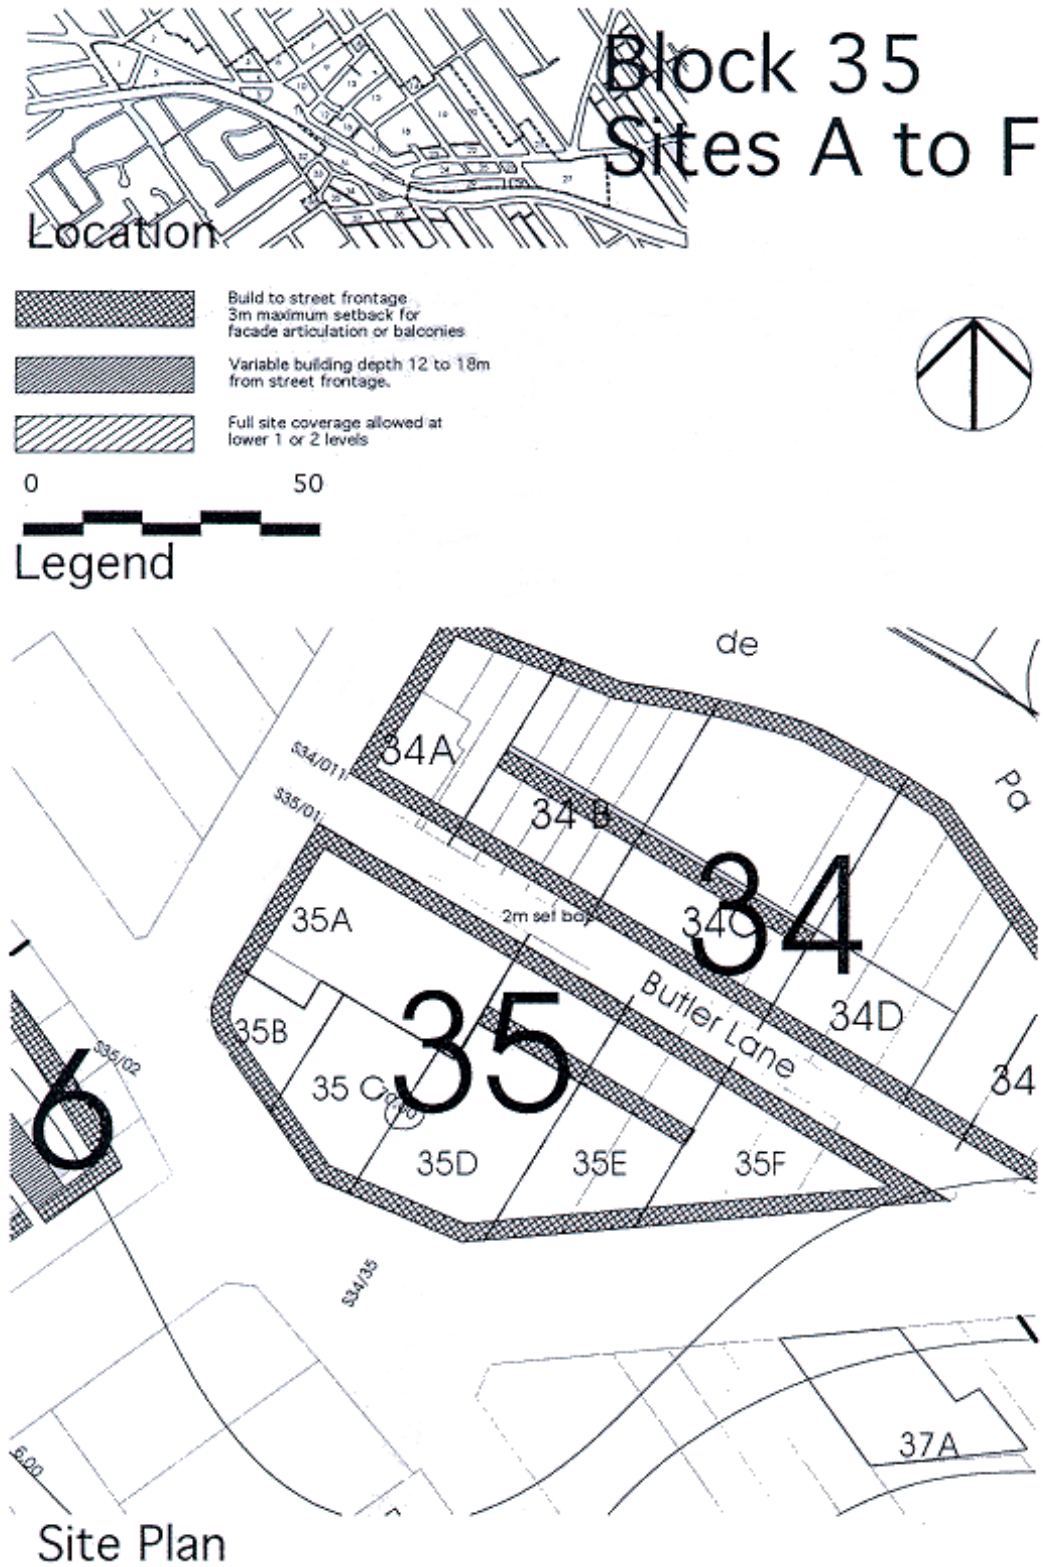 Block 35
Sites A to F
Location
Build to street frontage
3m maximum setback for
facade articulation or balconies
Variable building depth 12 to 18m
from street frontage.
Full site coverage allowed at
lower 1 or 2 levels
0 50
Legend
de
Pa
S34/011
34A
S35/01
34 B
34
34C
35A
2m set bac
Butler Lane
34D
35
35B
S35/02
34
6
35 C
35D
35E
35F
S34/35
37A
6.00
Site Plan